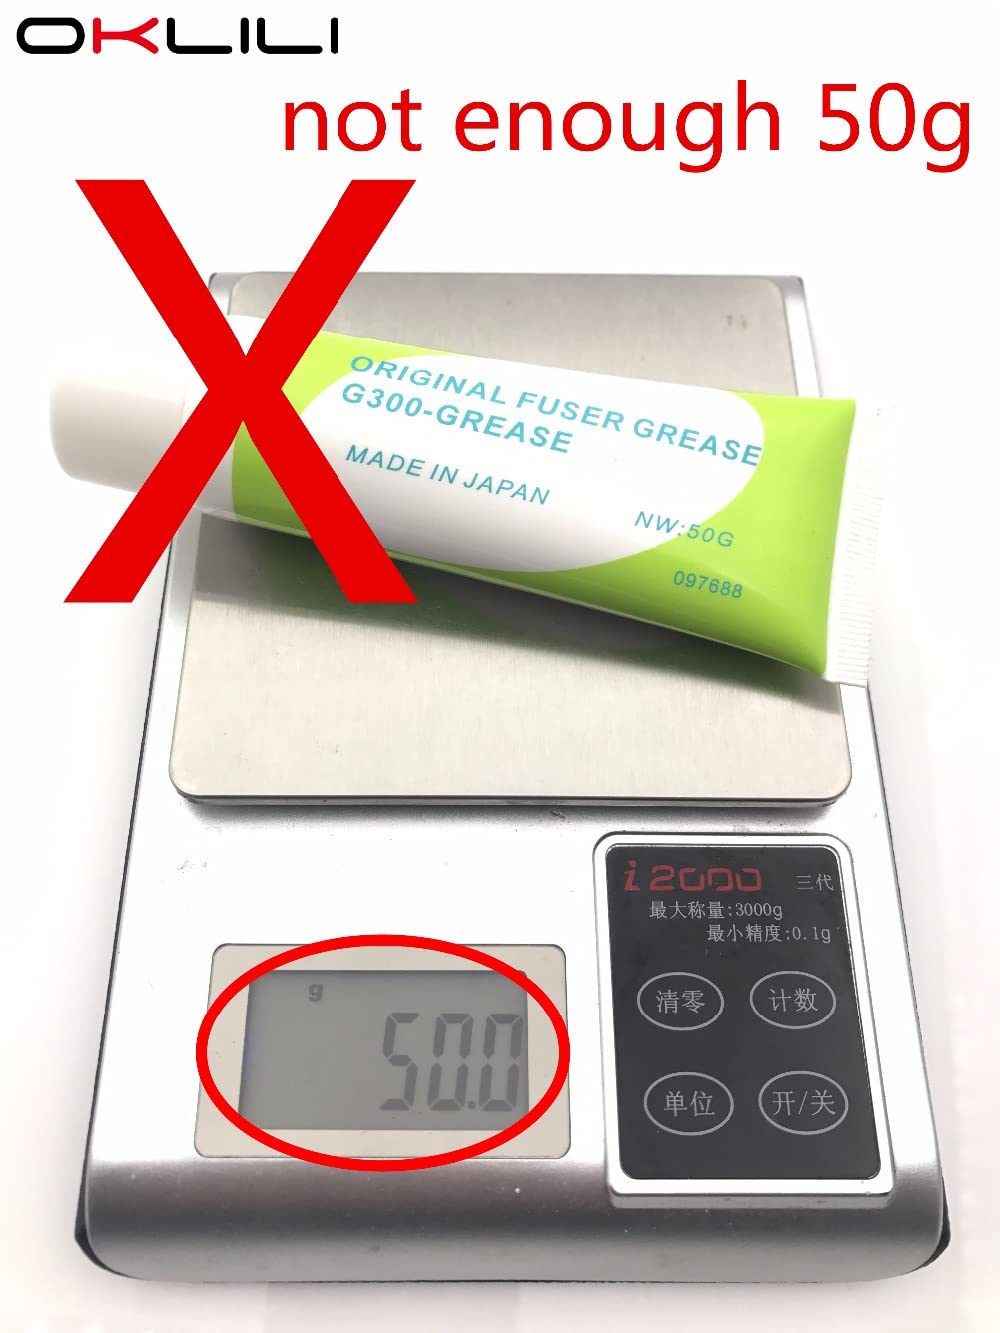 OKLILI
not enough 50g
X
ORIGINAL FUSER GREASE
G300-GREASE
MADE IN JAPAN
NW:50G
097688
i2000 三代
最大称量:3000g
最小精度:0.1g
清零 计数
单位 开/关
g
50.0